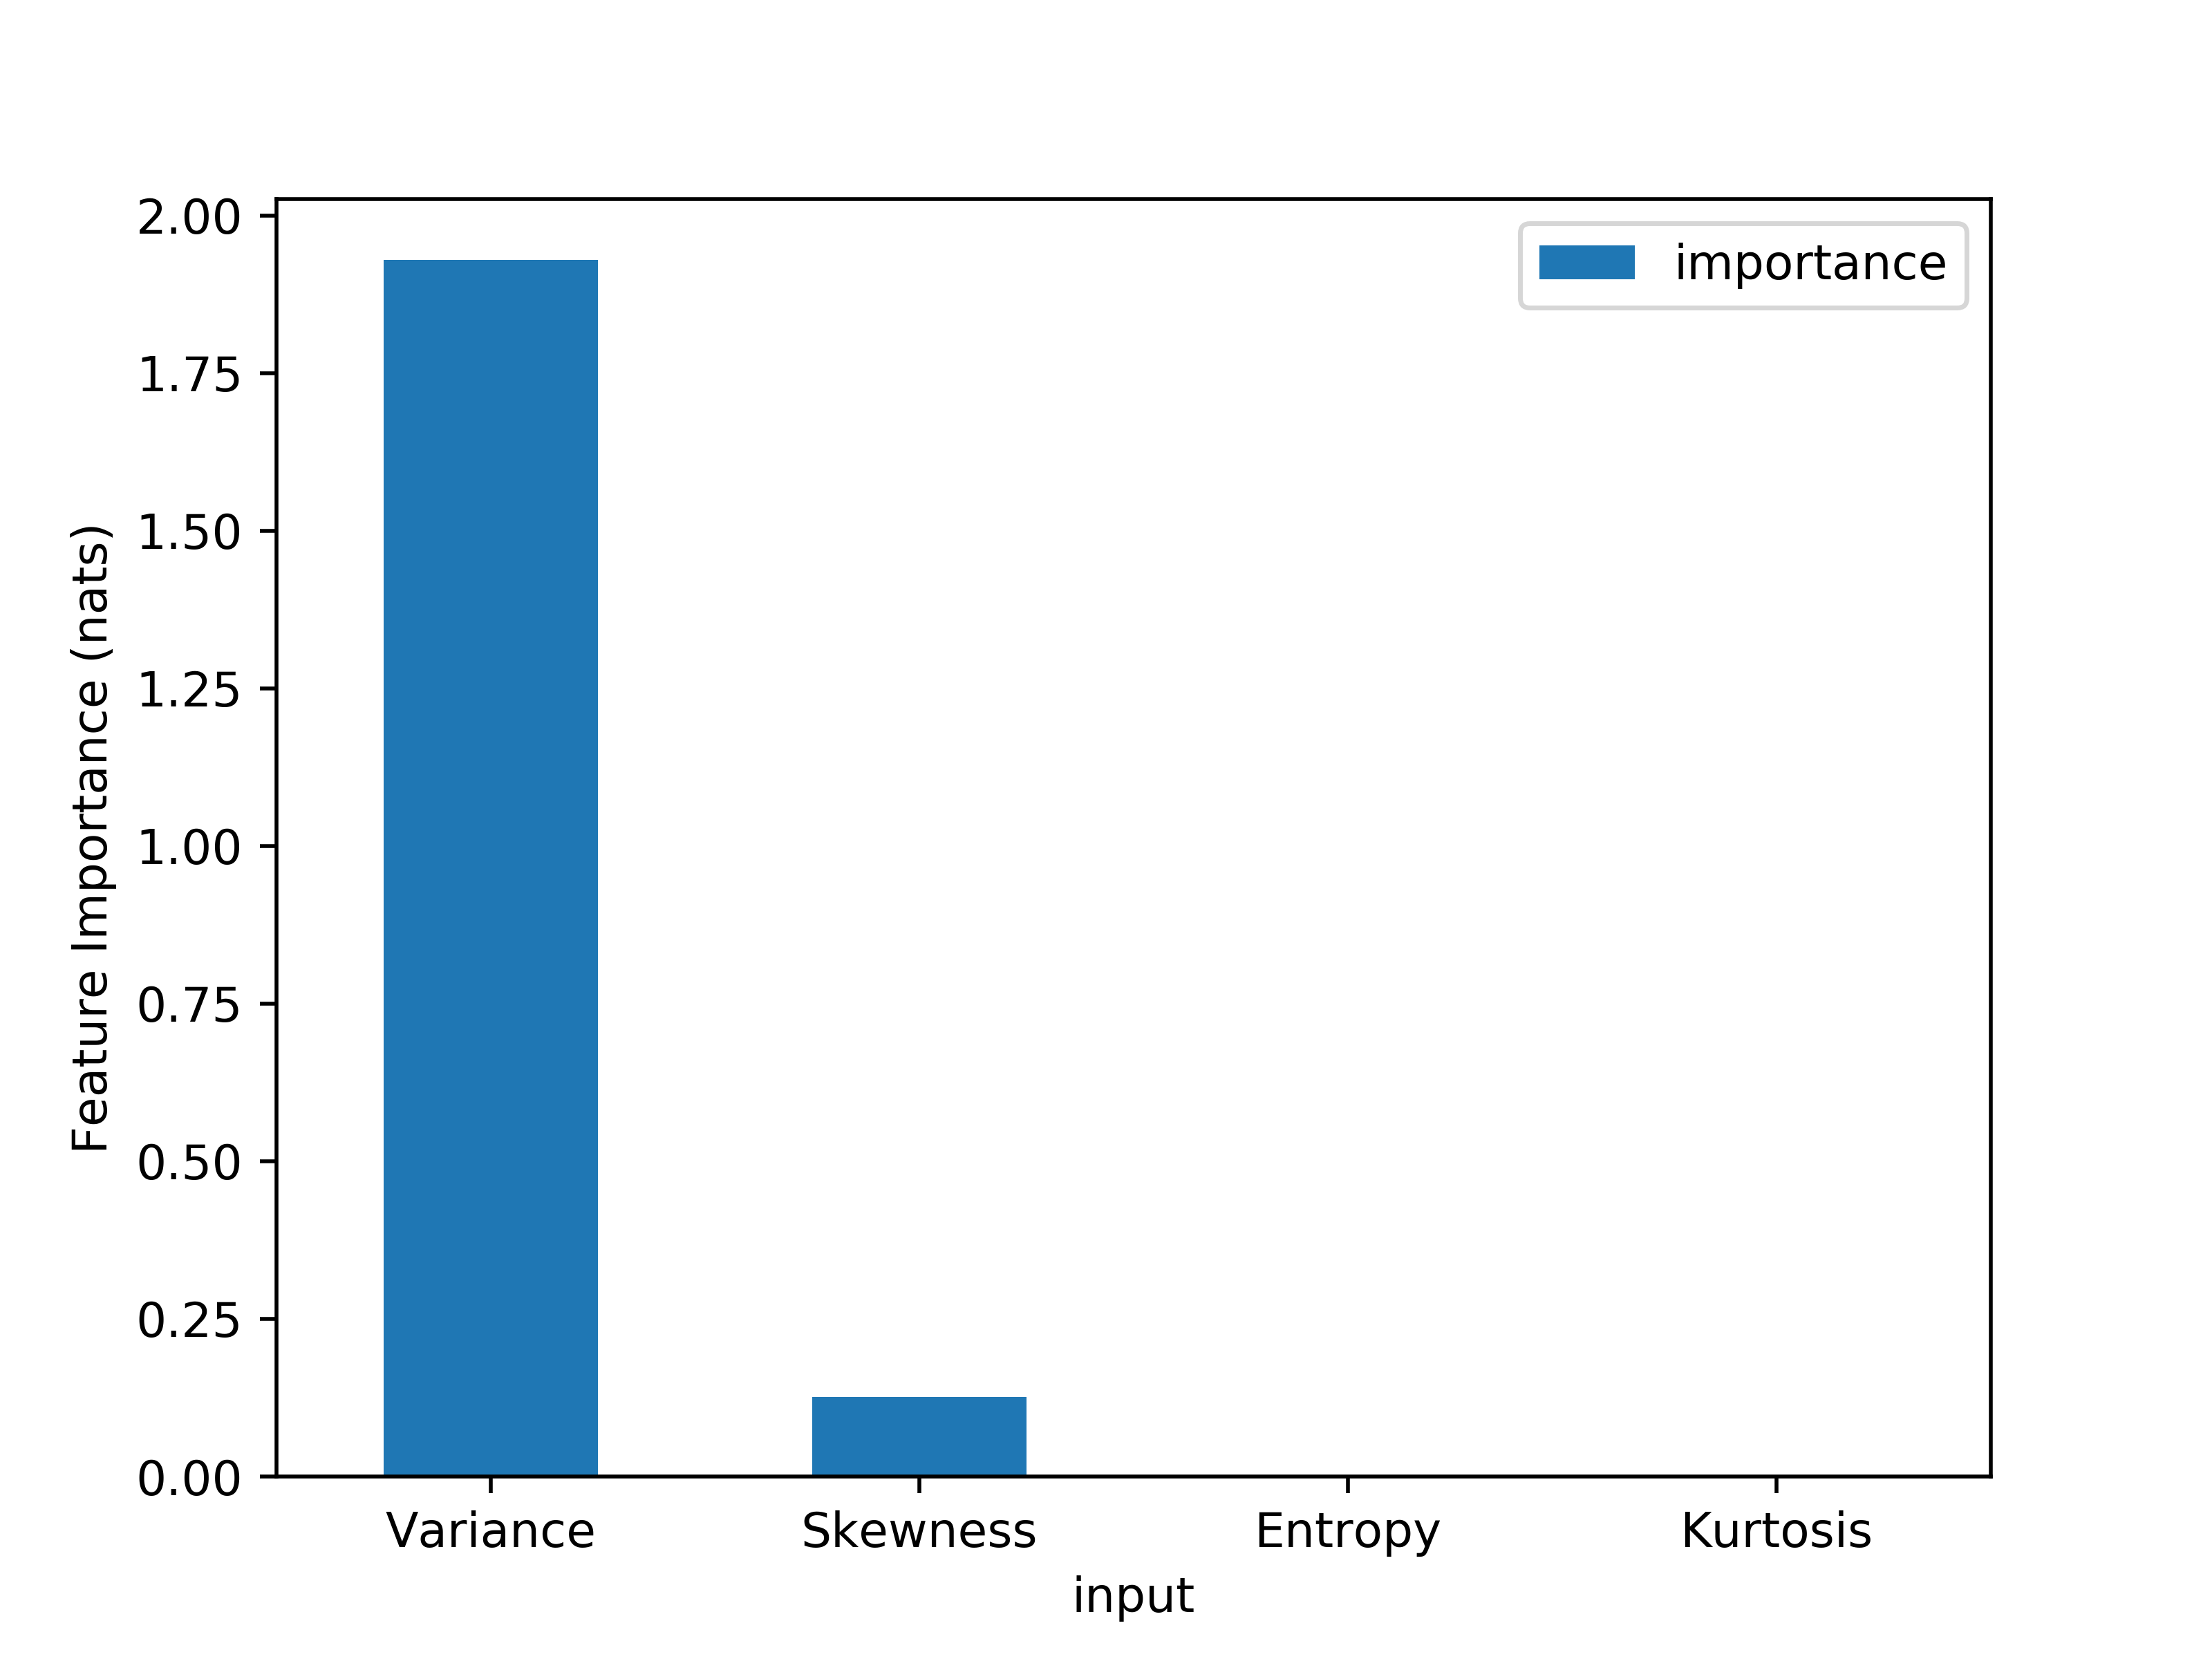 importance
Feature Importance (nats)
2.00
1.75
1.50
1.25
1.00
0.75
0.50
0.25
0.00
Variance Skewness Entropy Kurtosis
input